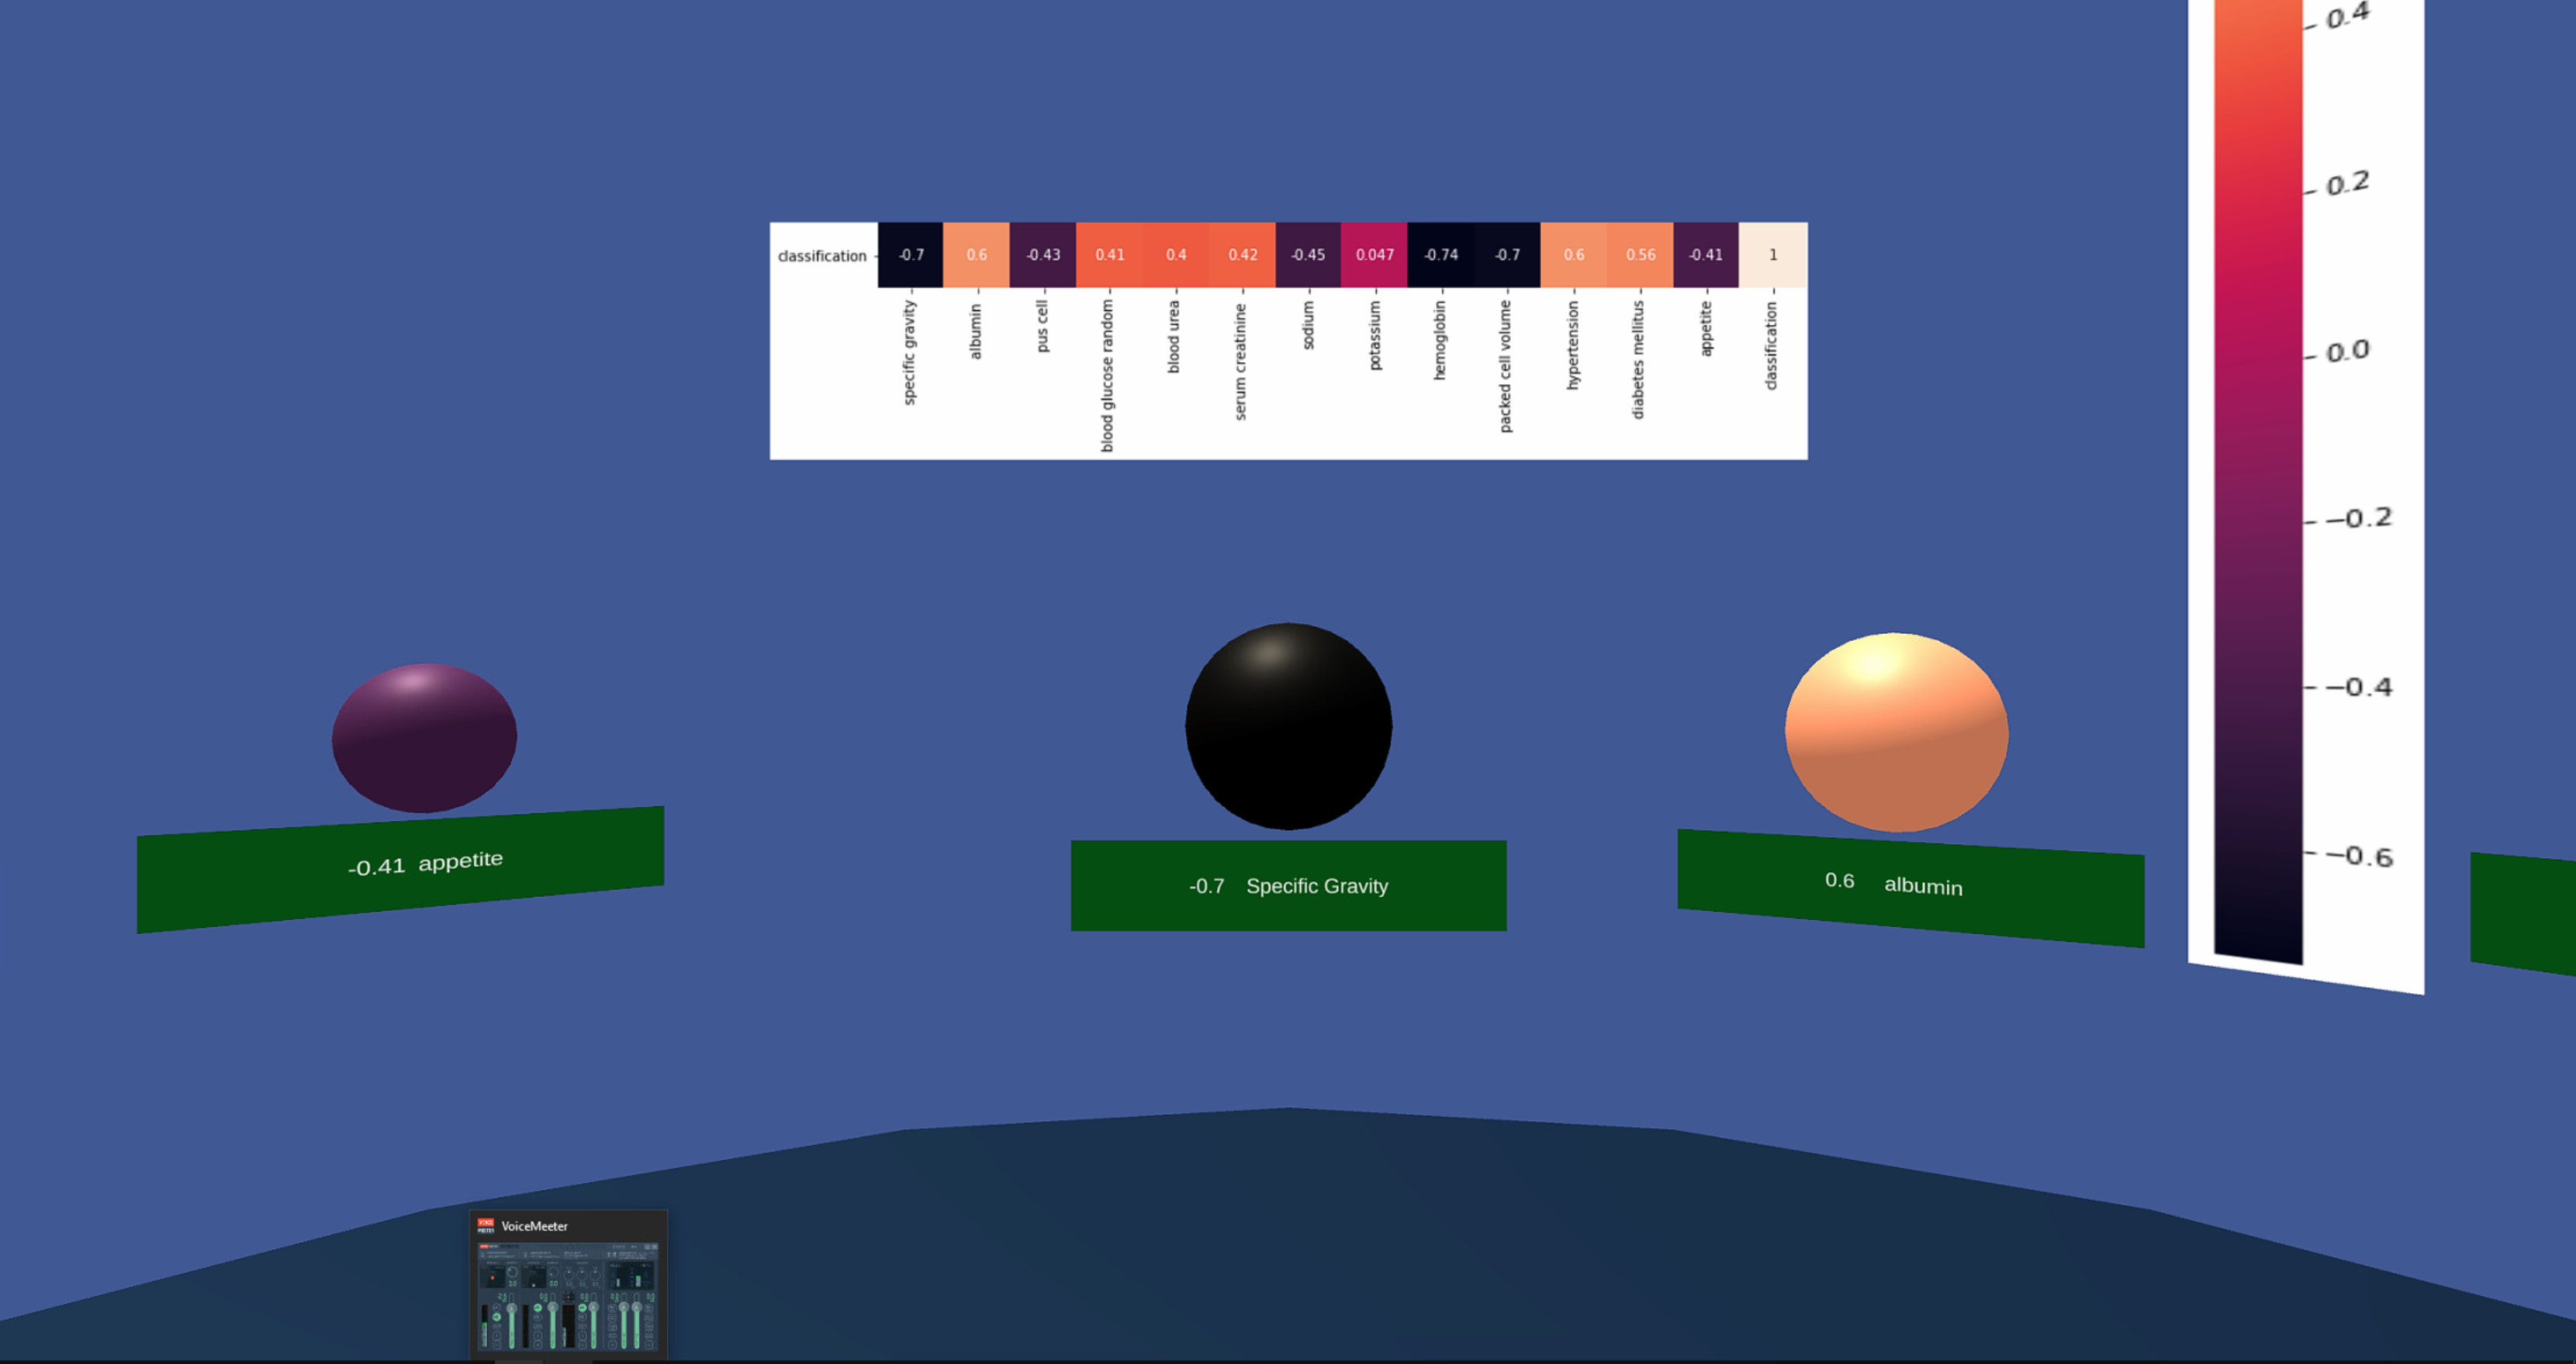 0.4
0.2
0.0
−0.2
−0.4
−0.6
classification
-0.7 0.6 -0.43 0.41 0.4 0.42 -0.45 0.047 -0.74 -0.7 0.6 0.56 -0.41 1
specific gravity
albumin
pus cell
blood glucose random
blood urea
serum creatinine
sodium
potassium
hemoglobin
packed cell volume
hypertension
diabetes mellitus
appetite
classification
-0.41 appetite
-0.7 Specific Gravity
0.6 albumin
VoiceMeeter